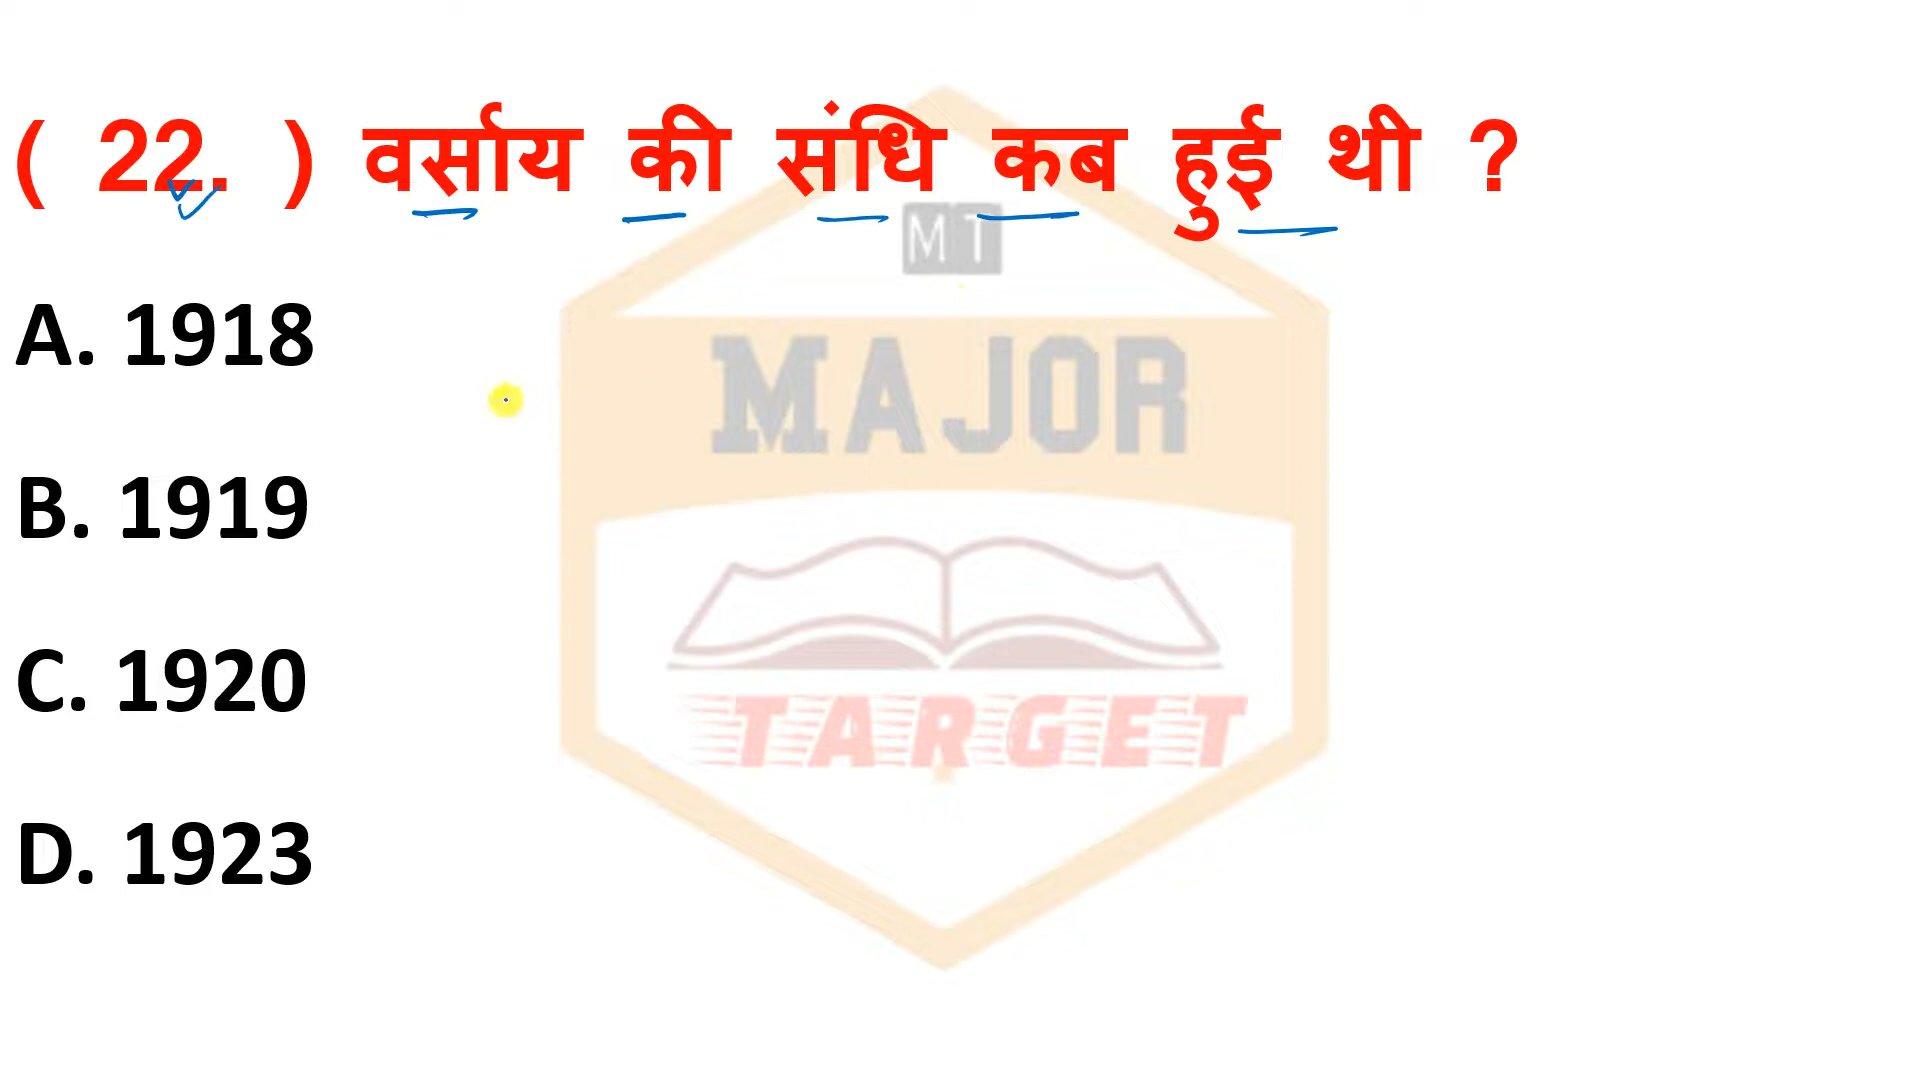 ( 22. ) वर्साय की संधि कब हुई थी ?
MT
A. 1918
MAJOR
B. 1919
C. 1920
TARGET
D. 1923